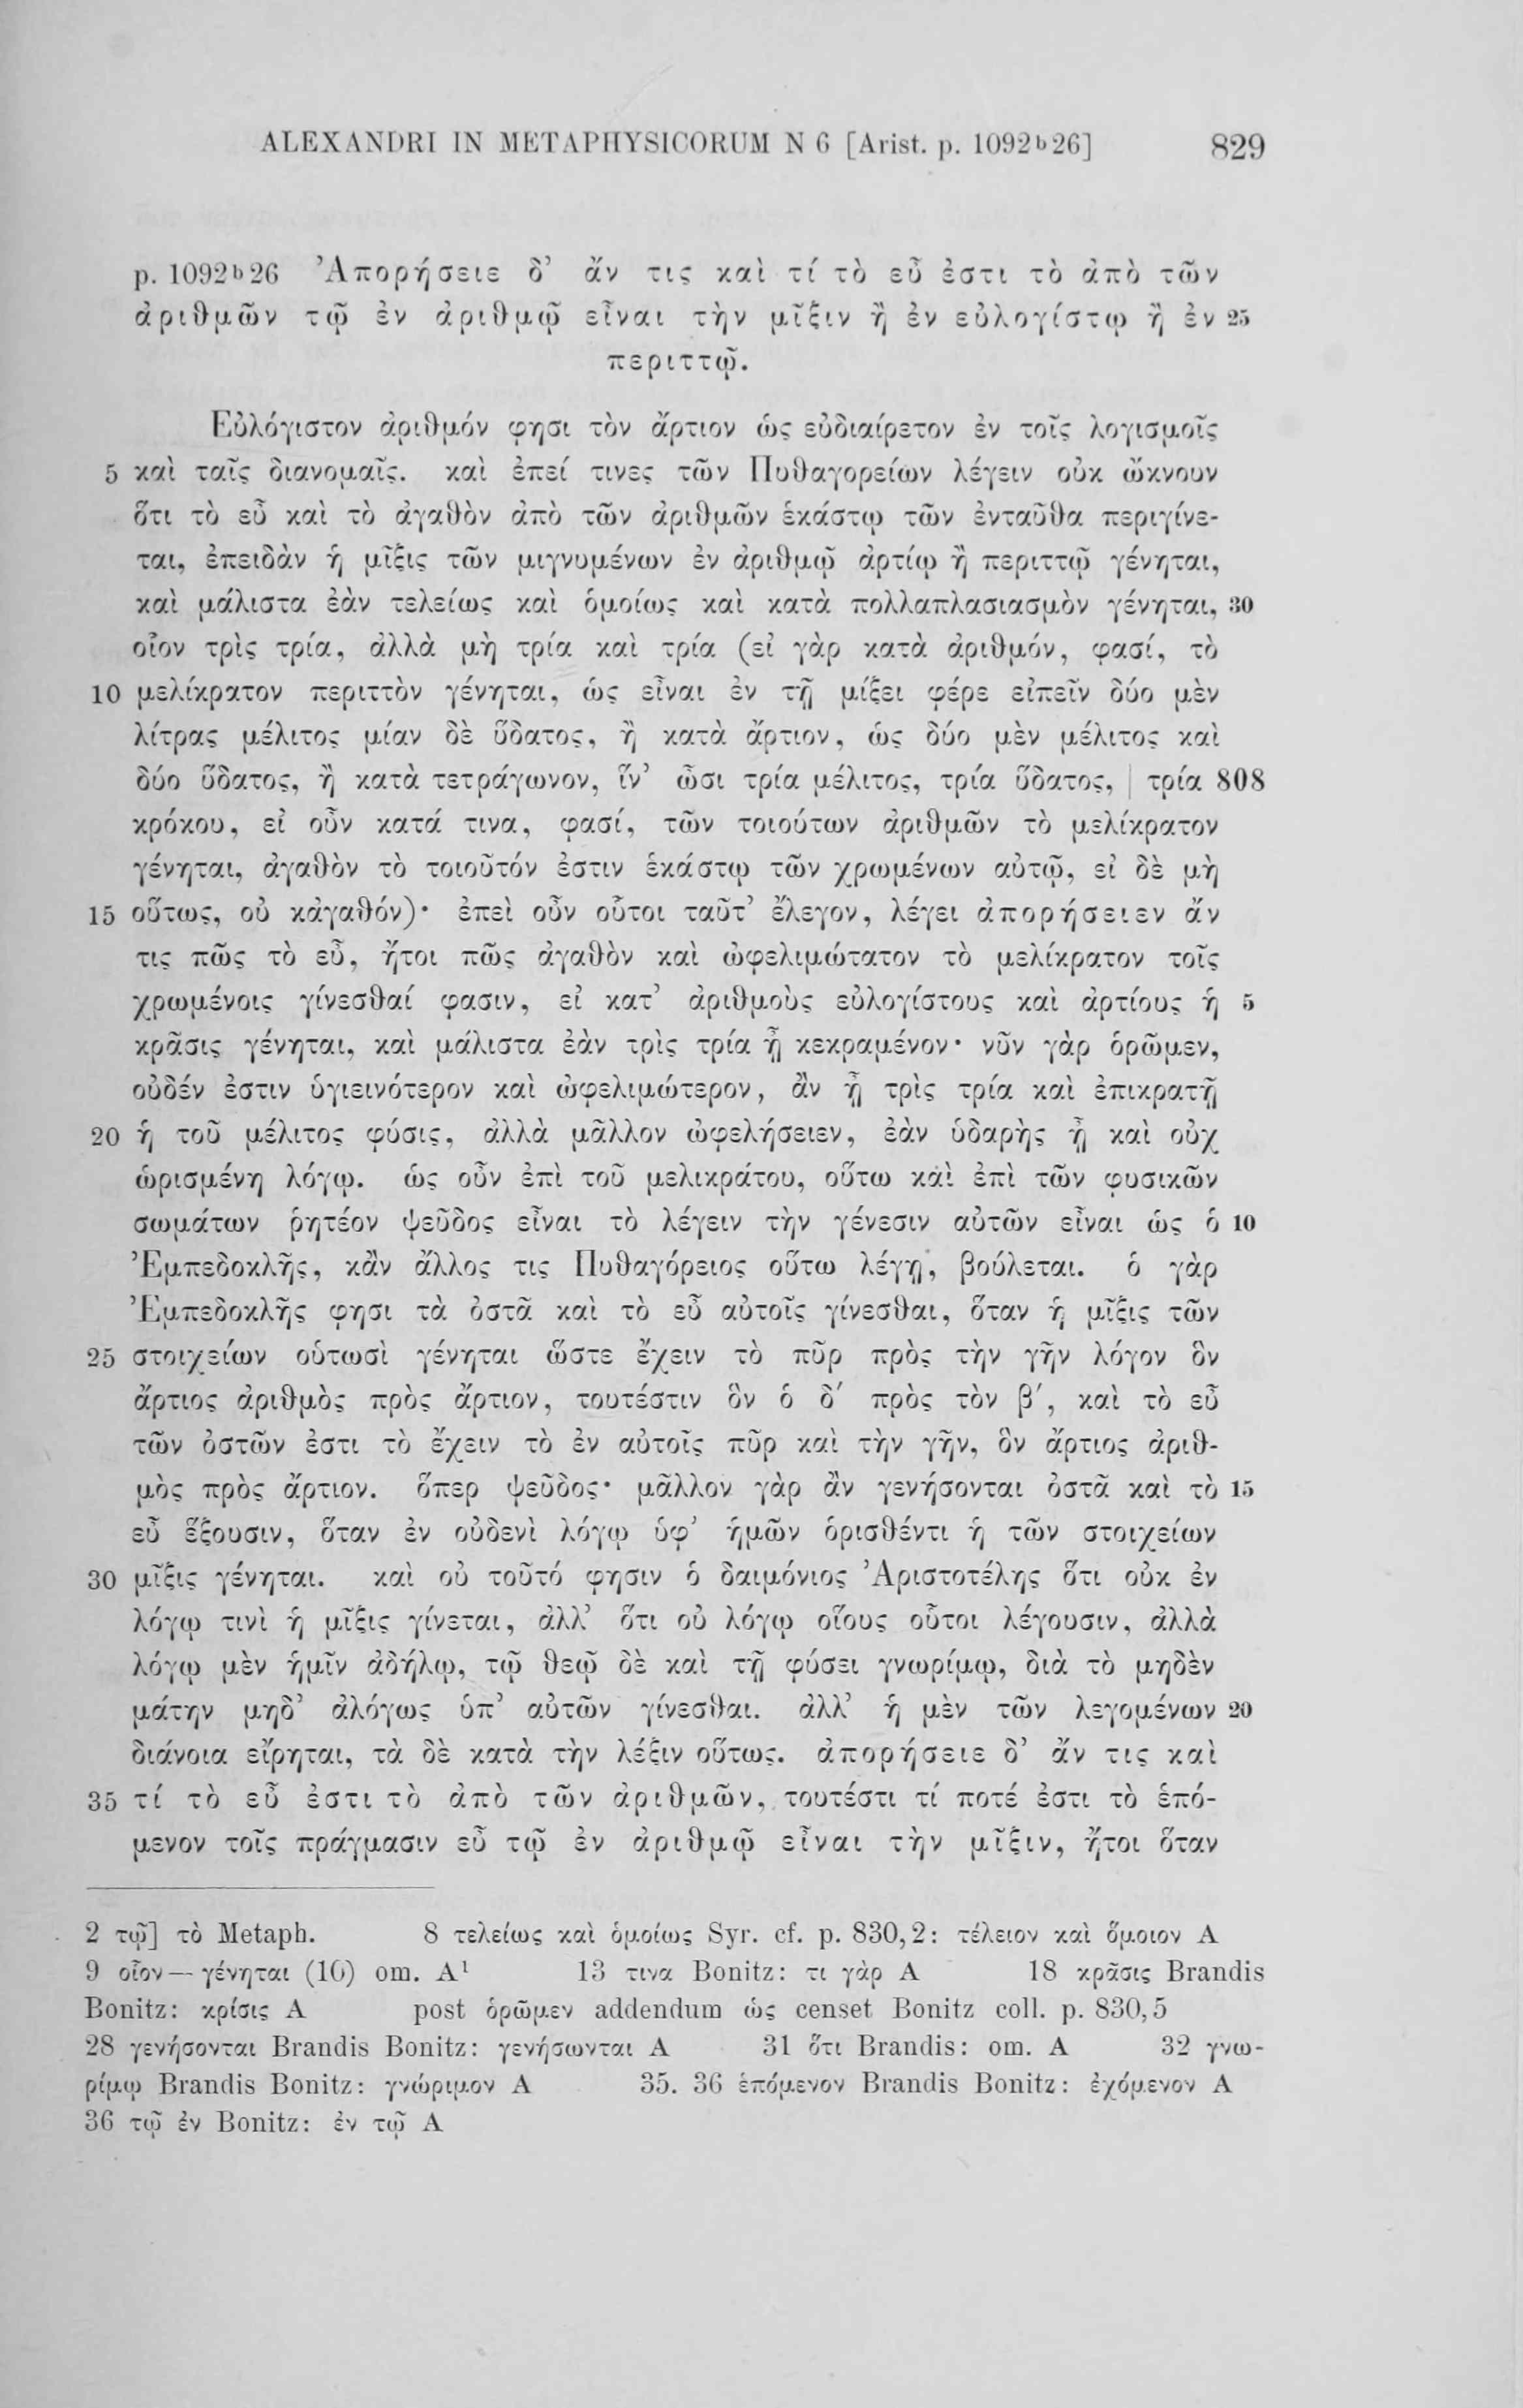 ALEXANDRI IN METAPHYSICORUM N 6 [Arist. p. 1092ᵇ26] 829
p. 1092ᵇ26 Ἀπορήσειε δ’ ἄν τις καὶ τί τὸ εὖ ἐστι τὸ ἀπὸ τῶν
ἀριθμῶν τῷ ἐν ἀριθμῷ εἶναι τὴν μῖξιν ἢ ἐν εὐλογίστῳ ἢ ἐν 25
περιττῷ.
Εὐλόγιστον ἀριθμόν φησι τὸν ἄρτιον ὡς εὐδιαίρετον ἐν τοῖς λογισμοῖς
5 καὶ ταῖς διανομαῖς. καὶ ἐπεί τινες τῶν Πυθαγορείων λέγειν οὐκ ὤκνουν
ὅτι τὸ εὖ καὶ τὸ ἀγαθὸν ἀπὸ τῶν ἀριθμῶν ἑκάστῳ τῶν ἐνταῦθα περιγίνε-
ται, ἐπειδὰν ἡ μῖξις τῶν μιγνυμένων ἐν ἀριθμῷ ἀρτίῳ ἢ περιττῷ γένηται,
καὶ μάλιστα ἐὰν τελείως καὶ ὁμοίως καὶ κατὰ πολλαπλασιασμὸν γένηται, 30
οἷον τρὶς τρία, ἀλλὰ μὴ τρία καὶ τρία (εἰ γὰρ κατὰ ἀριθμόν, φασί, τὸ
10 μελίκρατον περιττὸν γένηται, ὡς εἶναι ἐν τῇ μίξει φέρε εἰπεῖν δύο μὲν
λίτρας μέλιτος μίαν δὲ ὕδατος, ἢ κατὰ ἄρτιον, ὡς δύο μὲν μέλιτος καὶ
δύο ὕδατος, ἢ κατὰ τετράγωνον, ἵν’ ὦσι τρία μέλιτος, τρία ὕδατος, | τρία 808
κρόκου, εἰ οὖν κατά τινα, φασί, τῶν τοιούτων ἀριθμῶν τὸ μελίκρατον
γένηται, ἀγαθὸν τὸ τοιοῦτόν ἐστιν ἑκάστῳ τῶν χρωμένων αὐτῷ, εἰ δὲ μὴ
15 οὕτως, οὐ κἀγαθόν)· ἐπεὶ οὖν οὗτοι ταῦτ’ ἔλεγον, λέγει ἀπορήσειεν ἄν
τις πῶς τὸ εὖ, ἤτοι πῶς ἀγαθὸν καὶ ὠφελιμώτατον τὸ μελίκρατον τοῖς
χρωμένοις γίνεσθαί φασιν, εἰ κατ’ ἀριθμοὺς εὐλογίστους καὶ ἀρτίους ἡ 5
κρᾶσις γένηται, καὶ μάλιστα ἐὰν τρὶς τρία ᾖ κεκραμένον· νῦν γὰρ ὁρῶμεν,
οὐδέν ἐστιν ὑγιεινότερον καὶ ὠφελιμώτερον, ἂν ᾖ τρὶς τρία καὶ ἐπικρατῇ
20 ἡ τοῦ μέλιτος φύσις, ἀλλὰ μᾶλλον ὠφελήσειεν, ἐὰν ὑδαρὴς ᾖ καὶ οὐχ
ὡρισμένη λόγῳ. ὡς οὖν ἐπὶ τοῦ μελικράτου, οὕτω καὶ ἐπὶ τῶν φυσικῶν
σωμάτων ῥητέον ψεῦδος εἶναι τὸ λέγειν τὴν γένεσιν αὐτῶν εἶναι ὡς ὁ 10
Ἐμπεδοκλῆς, κἂν ἄλλος τις Πυθαγόρειος οὕτω λέγῃ, βούλεται. ὁ γὰρ
Ἐμπεδοκλῆς φησι τὰ ὀστᾶ καὶ τὸ εὖ αὐτοῖς γίνεσθαι, ὅταν ἡ μῖξις τῶν
25 στοιχείων οὑτωσὶ γένηται ὥστε ἔχειν τὸ πῦρ πρὸς τὴν γῆν λόγον ὃν
ἄρτιος ἀριθμὸς πρὸς ἄρτιον, τουτέστιν ὃν ὁ δ′ πρὸς τὸν β′, καὶ τὸ εὖ
τῶν ὀστῶν ἐστι τὸ ἔχειν τὸ ἐν αὐτοῖς πῦρ καὶ τὴν γῆν, ὃν ἄρτιος ἀριθ-
μὸς πρὸς ἄρτιον. ὅπερ ψεῦδος· μᾶλλον γὰρ ἂν γενήσονται ὀστᾶ καὶ τὸ 15
εὖ ἕξουσιν, ὅταν ἐν οὐδενὶ λόγῳ ὑφ’ ἡμῶν ὁρισθέντι ἡ τῶν στοιχείων
30 μῖξις γένηται. καὶ οὐ τοῦτό φησιν ὁ δαιμόνιος Ἀριστοτέλης ὅτι οὐκ ἐν
λόγῳ τινὶ ἡ μῖξις γίνεται, ἀλλ’ ὅτι οὐ λόγῳ οἵους οὗτοι λέγουσιν, ἀλλὰ
λόγῳ μὲν ἡμῖν ἀδήλῳ, τῷ θεῷ δὲ καὶ τῇ φύσει γνωρίμῳ, διὰ τὸ μηδὲν
μάτην μηδ’ ἀλόγως ὑπ’ αὐτῶν γίνεσθαι. ἀλλ’ ἡ μὲν τῶν λεγομένων 20
διάνοια εἴρηται, τὰ δὲ κατὰ τὴν λέξιν οὕτως. ἀπορήσειε δ’ ἄν τις καὶ
35 τί τὸ εὖ ἐστι τὸ ἀπὸ τῶν ἀριθμῶν, τουτέστι τί ποτέ ἐστι τὸ ἑπό-
μενον τοῖς πράγμασιν εὖ τῷ ἐν ἀριθμῷ εἶναι τὴν μῖξιν, ἤτοι ὅταν
2 τῷ] τὸ Metaph. 8 τελείως καὶ ὁμοίως Syr. cf. p. 830,2: τέλειον καὶ ὅμοιον A
9 οἷον — γένηται (10) om. A¹ 13 τινα Bonitz: τι γὰρ A 18 κρᾶσις Brandis
Bonitz: κρίσις A post ὁρῶμεν addendum ὡς censet Bonitz coll. p. 830,5
28 γενήσονται Brandis Bonitz: γενήσωνται A 31 ὅτι Brandis: om. A 32 γνω-
ρίμῳ Brandis Bonitz: γνώριμον A 35. 36 ἑπόμενον Brandis Bonitz: ἐχόμενον A
36 τῷ ἐν Bonitz: ἐν τῷ A